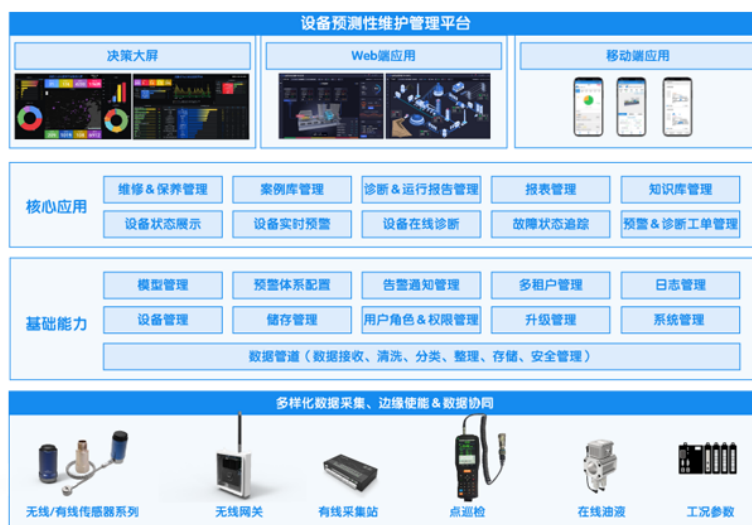 设备预测性维护管理平台
决策大屏
Web端应用
移动端应用
核心应用
维修&保养管理
案例库管理
诊断&运行报告管理
报表管理
知识库管理
设备状态展示
设备实时预警
设备在线诊断
故障状态追踪
预警&诊断工单管理
基础能力
模型管理
预警体系配置
告警通知管理
多租户管理
日志管理
设备管理
储存管理
用户角色&权限管理
升级管理
系统管理
数据管道(数据接收、清洗、分类、整理、存储、安全管理)
多样化数据采集、边缘使能&数据协同
无线/有线传感器系列
无线网关
有线采集站
点巡检
在线油液
工况参数